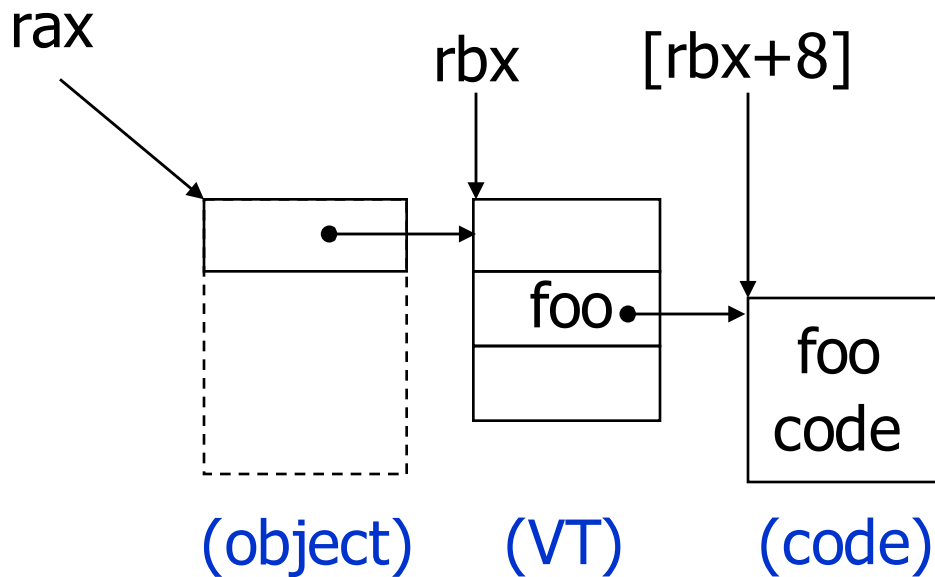 rax
rbx
[rbx+8]
foo
foo
code
(object)
(VT)
(code)